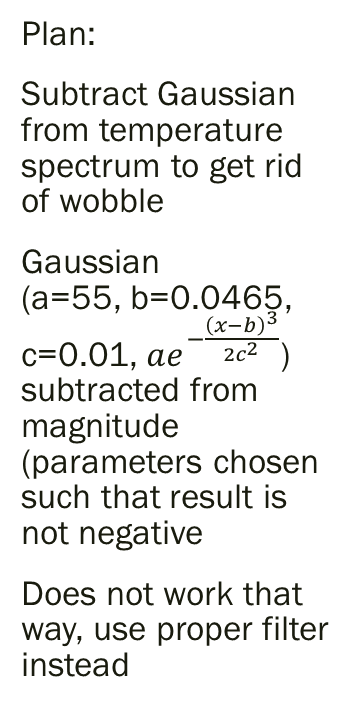 Plan:
Subtract Gaussian
from temperature
spectrum to get rid
of wobble
Gaussian
(a=55, b=0.0465,
c=0.01, 𝑎𝑒^{−\frac{(𝑥−𝑏)^3}{2𝑐^2}})
subtracted from
magnitude
(parameters chosen
such that result is
not negative
Does not work that
way, use proper filter
instead